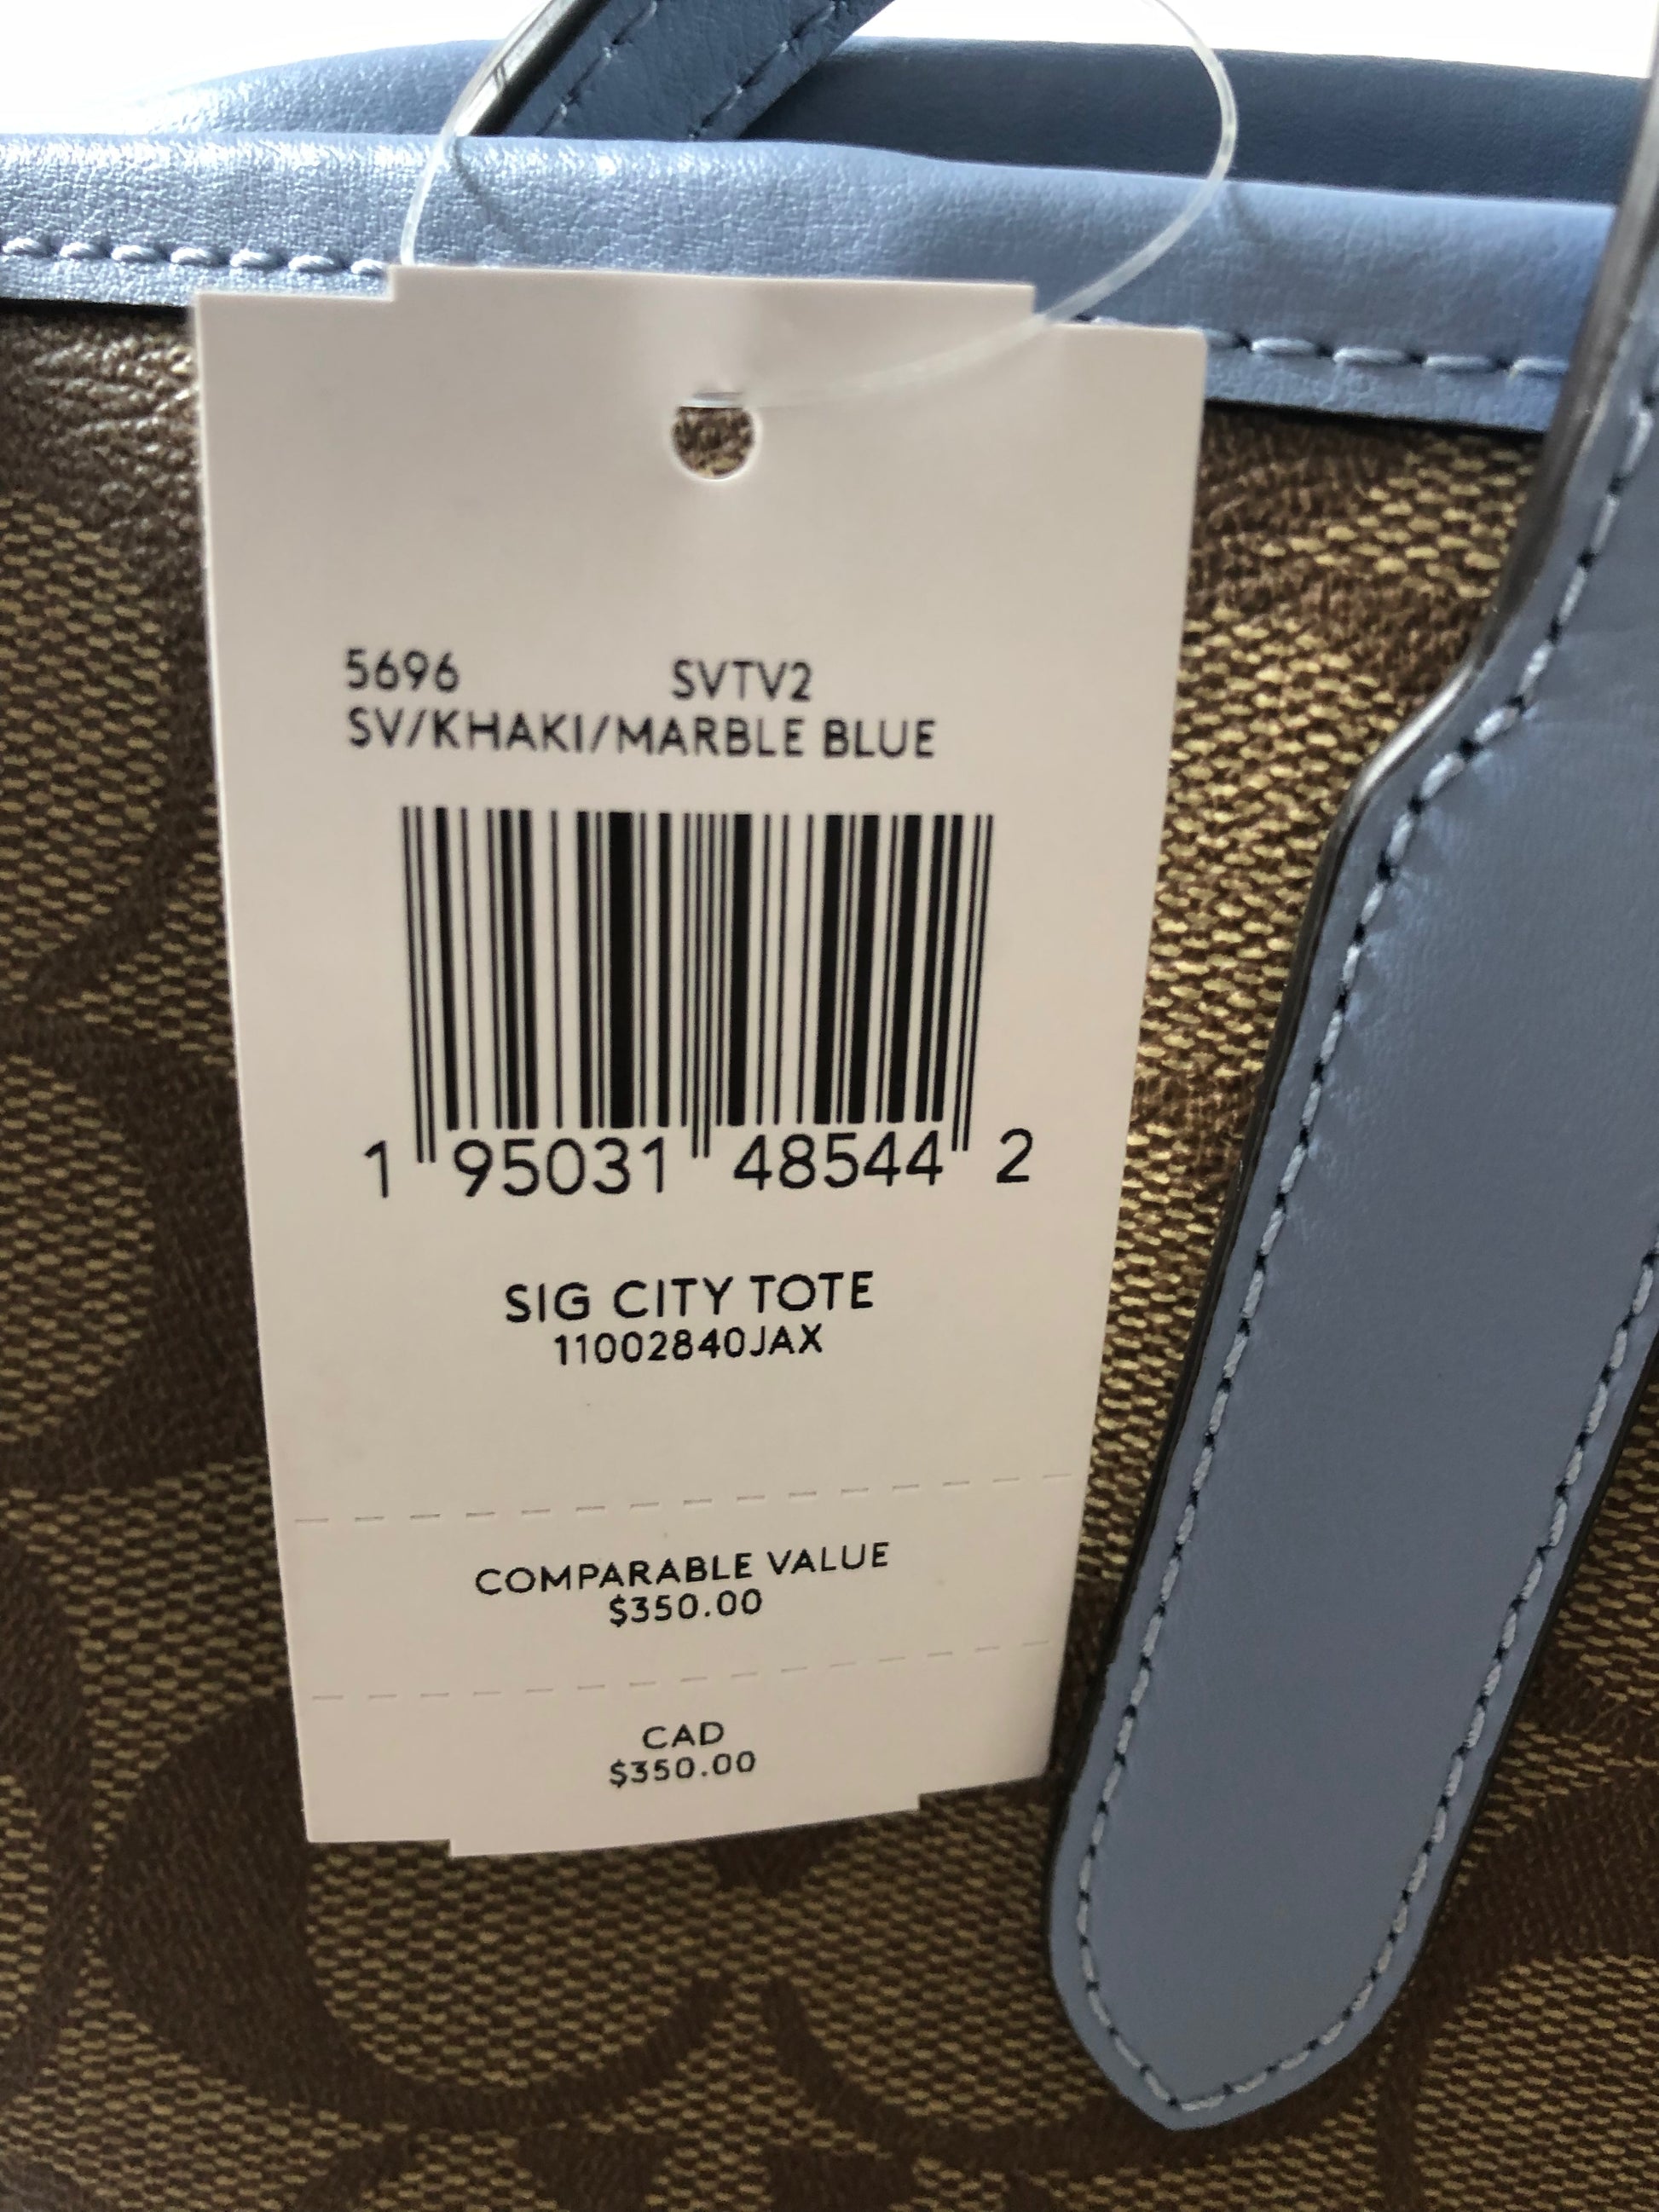 5696 SVTV2
SV/KHAKI/MARBLE BLUE
1 95031 48544 2
SIG CITY TOTE
11002840JAX
COMPARABLE VALUE
$350.00
CAD
$350.00